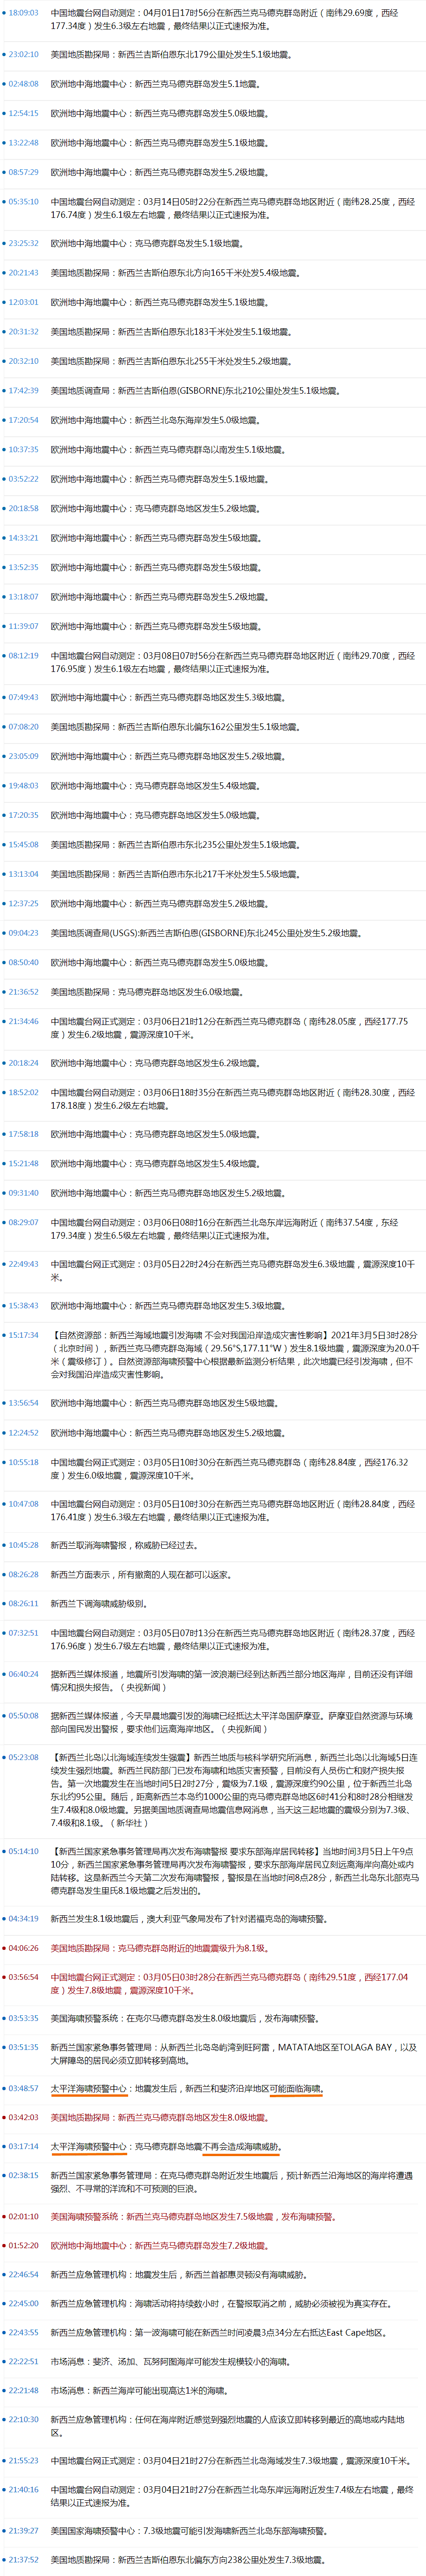 18:09:03 中国地震台网自动测定：04月01日17时56分在新西兰克马德克群岛附近（南纬29.69度，西经
177.34度）发生6.3级左右地震，最终结果以正式速报为准。
23:02:10 美国地质勘探局：新西兰吉斯伯恩东北179公里处发生5.1级地震。
02:48:08 欧洲地中海地震中心：新西兰克马德克群岛发生5.1地震。
12:54:15 欧洲地中海地震中心：新西兰克马德克群岛发生5.0级地震。
13:22:48 欧洲地中海地震中心：新西兰克马德克群岛发生5.1级地震。
08:57:29 欧洲地中海地震中心：新西兰克马德克群岛发生5.2级地震。
05:35:10 中国地震台网自动测定：03月14日05时22分在新西兰克马德克群岛地区附近（南纬28.25度，西经
176.74度）发生6.1级左右地震，最终结果以正式速报为准。
23:25:32 欧洲地中海地震中心：克马德克群岛发生5.1级地震。
20:21:43 美国地质勘探局：新西兰吉斯伯恩东北方向165千米处发5.4级地震。
12:03:01 欧洲地中海地震中心：新西兰克马德克群岛发生5.1级地震。
20:31:32 美国地质勘探局：新西兰吉斯伯恩东北183千米处发生5.1级地震。
20:32:10 美国地质勘探局：新西兰吉斯伯恩东北255千米处发生5.2级地震。
17:42:39 美国地质调查局：新西兰吉斯伯恩(GISBORNE)东北210公里处发生5.1级地震。
17:20:54 欧洲地中海地震中心：新西兰北岛东海岸发生5.0级地震。
10:37:35 欧洲地中海地震中心：新西兰克马德克群岛以南发生5.1级地震。
03:52:22 欧洲地中海地震中心：新西兰克马德克群岛发生5.1级地震。
20:18:58 欧洲地中海地震中心：克马德克群岛地区发生5.2级地震。
14:33:21 欧洲地中海地震中心：新西兰克马德克群岛发生5级地震。
13:52:35 欧洲地中海地震中心：新西兰克马德克群岛发生5级地震。
13:18:07 欧洲地中海地震中心：新西兰克马德克群岛发生5.2级地震。
11:39:07 欧洲地中海地震中心：新西兰克马德克群岛发生5级地震。
08:12:19 中国地震台网自动测定：03月08日07时56分在新西兰克马德克群岛地区附近（南纬29.70度，西经
176.95度）发生6.1级左右地震，最终结果以正式速报为准。
07:49:43 欧洲地中海地震中心：新西兰克马德克群岛地区发生5.3级地震。
07:08:20 美国地质勘探局：新西兰吉斯伯恩东北偏东162公里发生5.1级地震。
23:05:09 欧洲地中海地震中心：新西兰克马德克群岛地区发生5.2级地震。
19:48:03 欧洲地中海地震中心：克马德克群岛地区发生5.4级地震。
17:20:35 欧洲地中海地震中心：克马德克群岛地区发生5.0级地震。
15:45:08 美国地质勘探局：新西兰吉斯伯恩市东北235公里处发生5.1级地震。
13:13:04 美国地质勘探局：新西兰吉斯伯恩市东北217千米处发生5.5级地震。
12:37:25 欧洲地中海地震中心：新西兰克马德克群岛发生5.2级地震。
09:04:23 美国地质调查局(USGS):新西兰吉斯伯恩(GISBORNE)东北245公里处发生5.2级地震。
08:50:40 欧洲地中海地震中心：新西兰克马德克群岛发生5.0级地震。
21:36:52 美国地质勘探局：克马德克群岛地区发生6.0级地震。
21:34:46 中国地震台网正式测定：03月06日21时12分在新西兰克马德克群岛（南纬28.05度，西经177.75
度）发生6.2级地震，震源深度10千米。
20:18:24 欧洲地中海地震中心：克马德克群岛地区发生6.2级地震。
18:52:02 中国地震台网自动测定：03月06日18时35分在新西兰克马德克群岛地区附近（南纬28.30度，西经
178.18度）发生6.2级左右地震。
17:58:18 欧洲地中海地震中心：克马德克群岛地区发生5.0级地震。
15:21:48 欧洲地中海地震中心：克马德克群岛地区发生5.4级地震。
09:31:40 欧洲地中海地震中心：新西兰克马德克群岛地区发生5.2级地震。
08:29:07 中国地震台网自动测定：03月06日08时16分在新西兰北岛东岸远海附近（南纬37.54度，东经
179.34度）发生6.5级左右地震，最终结果以正式速报为准。
22:49:43 中国地震台网正式测定：03月05日22时24分在新西兰克马德克群岛发生6.3级地震，震源深度10千
米。
15:38:43 欧洲地中海地震中心：新西兰克马德克群岛地区发生5.3级地震。
15:17:34 【自然资源部：新西兰海域地震引发海啸 不会对我国沿岸造成灾害性影响】2021年3月5日3时28分
（北京时间），新西兰克马德克群岛海域（29.56°S,177.11°W）发生8.1级地震，震源深度为20.0千
米（震级修订）。自然资源部海啸预警中心根据最新监测分析结果，此次地震已经引发海啸，但不
会对我国沿岸造成灾害性影响。
13:56:54 欧洲地中海地震中心：新西兰克马德克群岛地区发生5级地震。
12:24:52 欧洲地中海地震中心：新西兰克马德克群岛地区发生5.2级地震。
10:55:18 中国地震台网正式测定：03月05日10时30分在新西兰克马德克群岛（南纬28.84度，西经176.32
度）发生6.0级地震，震源深度10千米。
10:47:08 中国地震台网自动测定：03月05日10时30分在新西兰克马德克群岛地区附近（南纬28.84度，西经
176.41度）发生6.3级左右地震，最终结果以正式速报为准。
10:45:28 新西兰取消海啸警报，称威胁已经过去。
08:26:28 新西兰方面表示，所有撤离的人现在都可以返家。
08:26:11 新西兰下调海啸威胁级别。
07:32:51 中国地震台网自动测定：03月05日07时13分在新西兰克马德克群岛地区附近（南纬28.37度，西经
176.96度）发生6.7级左右地震，最终结果以正式速报为准。
06:40:24 据新西兰媒体报道，地震所引发海啸的第一波浪潮已经到达新西兰部分地区海岸，目前还没有详细
情况和损失报告。（央视新闻）
05:50:08 据新西兰媒体报道，今天早晨地震引发的海啸已经抵达太平洋岛国萨摩亚。萨摩亚自然资源与环境
部向国民发出警报，要求他们远离海岸地区。（央视新闻）
05:23:08 【新西兰北岛以北海域连续发生强震】新西兰地质与核科学研究所消息，新西兰北岛以北海域5日连
续发生强烈地震。新西兰民防部门已发布海啸和地质灾害预警，目前没有人员伤亡和财产损失报
告。第一次地震发生在当地时间5日2时27分，震级为7.1级，震源深度约90公里，位于新西兰北岛
东北约95公里。随后，距离新西兰本岛约1000公里的克马德克群岛地区6时41分和8时28分相继发
生7.4级和8.0级地震。另据美国地质调查局地震信息网消息，当天这三起地震的震级分别为7.3级、
7.4级和8.1级。（新华社）
05:14:10 【新西兰国家紧急事务管理局再次发布海啸警报 要求东部海岸居民转移】当地时间3月5日上午9点
10分，新西兰国家紧急事务管理局再次发布海啸警报，要求东部海岸居民立刻远离海岸向高处或内
陆转移。这是新西兰今天第二次发布海啸警报，警报是在当地时间8点28分，新西兰北岛东北部克马
德克群岛发生里氏8.1级地震之后发出的。
04:34:19 新西兰发生8.1级地震后，澳大利亚气象局发布了针对诺福克岛的海啸预警。
04:06:26 美国地质勘探局：克马德克群岛附近的地震震级升为8.1级。
03:56:54 中国地震台网正式测定：03月05日03时28分在新西兰克马德克群岛（南纬29.51度，西经177.04
度）发生7.8级地震，震源深度10千米。
03:53:35 美国海啸预警系统：在克尔马德克群岛发生8.0级地震后，发布海啸预警。
03:51:35 新西兰国家紧急事务管理局：从新西兰北岛岛屿湾到旺阿雷，MATATA地区至TOLAGA BAY，以及
大屏障岛的居民必须立即转移到高地。
03:48:57 太平洋海啸预警中心：地震发生后，新西兰和斐济沿岸地区可能面临海啸。
03:42:03 美国地质勘探局：新西兰克马德克群岛地区发生8.0级地震。
03:17:14 太平洋海啸预警中心：克马德克群岛地震不再会造成海啸威胁。
02:38:15 新西兰国家紧急事务管理局：在克马德克群岛附近发生地震后，预计新西兰沿海地区的海岸将遭遇
强烈、不寻常的洋流和不可预测的巨浪。
02:01:10 美国海啸预警系统：新西兰克马德克群岛地区发生7.5级地震，发布海啸预警。
01:52:20 欧洲地中海地震中心：新西兰克马德克群岛发生7.2级地震。
22:46:54 新西兰应急管理机构：地震发生后，新西兰首都惠灵顿没有海啸威胁。
22:45:00 新西兰应急管理机构：海啸活动将持续数小时，在警报取消之前，威胁必须被视为真实存在。
22:43:55 新西兰应急管理机构：第一波海啸可能在新西兰时间凌晨3点34分左右抵达East Cape地区。
22:22:51 市场消息：斐济、汤加、瓦努阿图海岸可能发生规模较小的海啸。
22:21:48 市场消息：新西兰海岸可能出现高达1米的海啸。
22:10:30 新西兰应急管理机构：任何在海岸附近感觉到强烈地震的人应该立即转移到最近的高地或内陆地
区。
21:55:23 中国地震台网正式测定：03月04日21时27分在新西兰北岛海域发生7.3级地震，震源深度10千米。
21:40:16 中国地震台网自动测定：03月04日21时27分在新西兰北岛东岸远海附近发生7.4级左右地震，最终
结果以正式速报为准。
21:39:27 美国国家海啸预警中心：7.3级地震可能引发海啸新西兰北岛东部海啸预警。
21:37:52 美国地质勘探局：新西兰吉斯伯恩东北偏东方向238公里处发生7.3级地震。